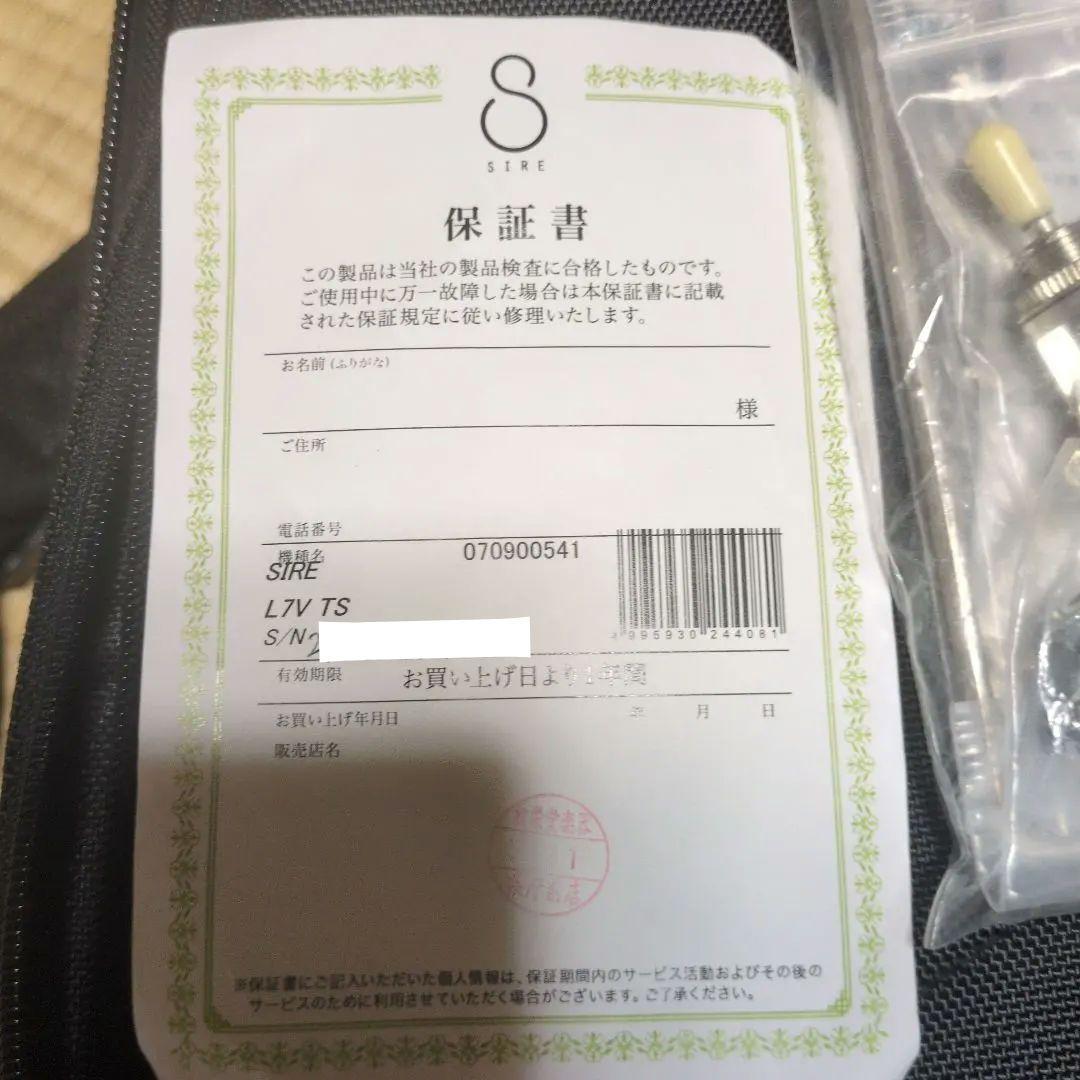 SIRE
保証書
この製品は当社の製品検査に合格したものです。
ご使用中に万一故障した場合は本保証書に記載
された保証規定に従い修理いたします。
お名前(ふりがな)
様
ご住所
電話番号
機種名
070900541
SIRE
L7V TS
S/N
995930 244081
有効期限
お買い上げ日より1年間
お買い上げ年月日
年 月 日
販売店名
1
※保証書にご記入いただいた個人情報は、保証期間内のサービス活動およびその後の
サービスのために利用させていただく場合がございます。ご了承ください。